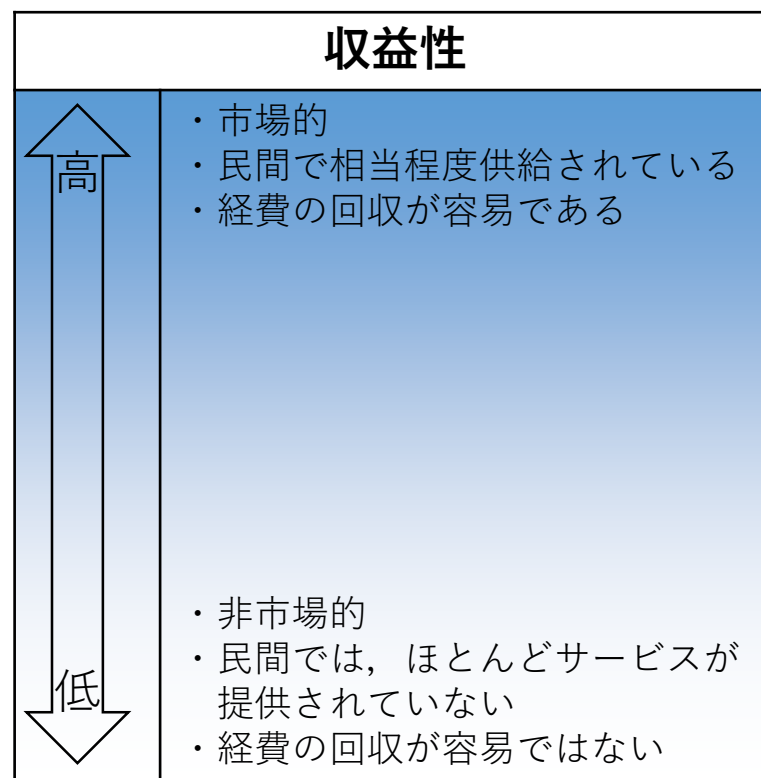 収益性
高
・市場的
・民間で相当程度供給されている
・経費の回収が容易である
低
・非市場的
・民間では，ほとんどサービスが
提供されていない
・経費の回収が容易ではない